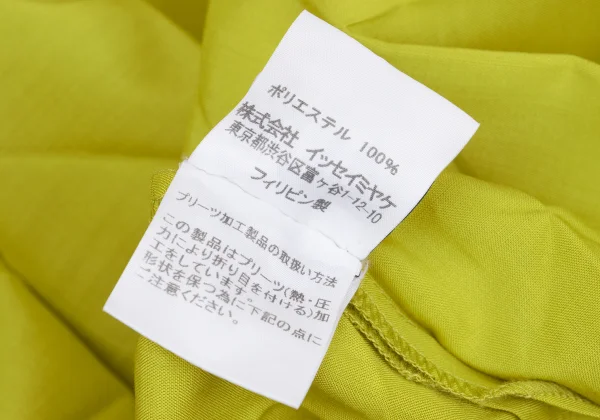 ポリエステル 100%
株式会社 イッセイミヤケ
東京都渋谷区富ヶ谷1-12-10
フィリピン製
プリーツ加工製品の取扱い方法
この製品はプリーツ(熱・圧
力により折り目を付ける)加
工をしています。
形状を保つ為に下記の点に
ご注意ください。